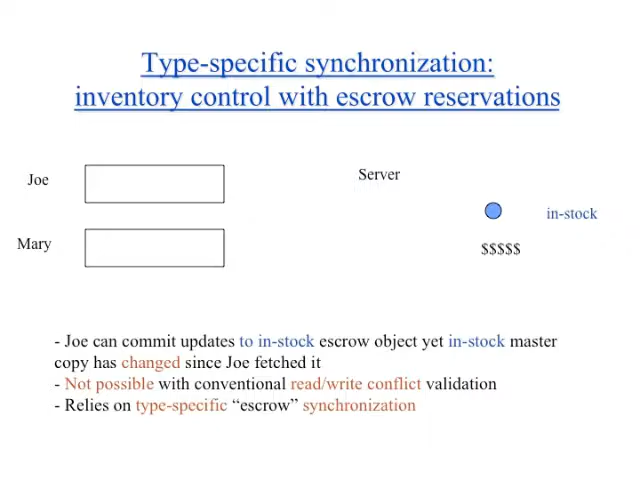 Type-specific synchronization:
inventory control with escrow reservations
Joe
Server
in-stock
Mary
$$$$$
- Joe can commit updates to in-stock escrow object yet in-stock master
copy has changed since Joe fetched it
- Not possible with conventional read/write conflict validation
- Relies on type-specific “escrow” synchronization